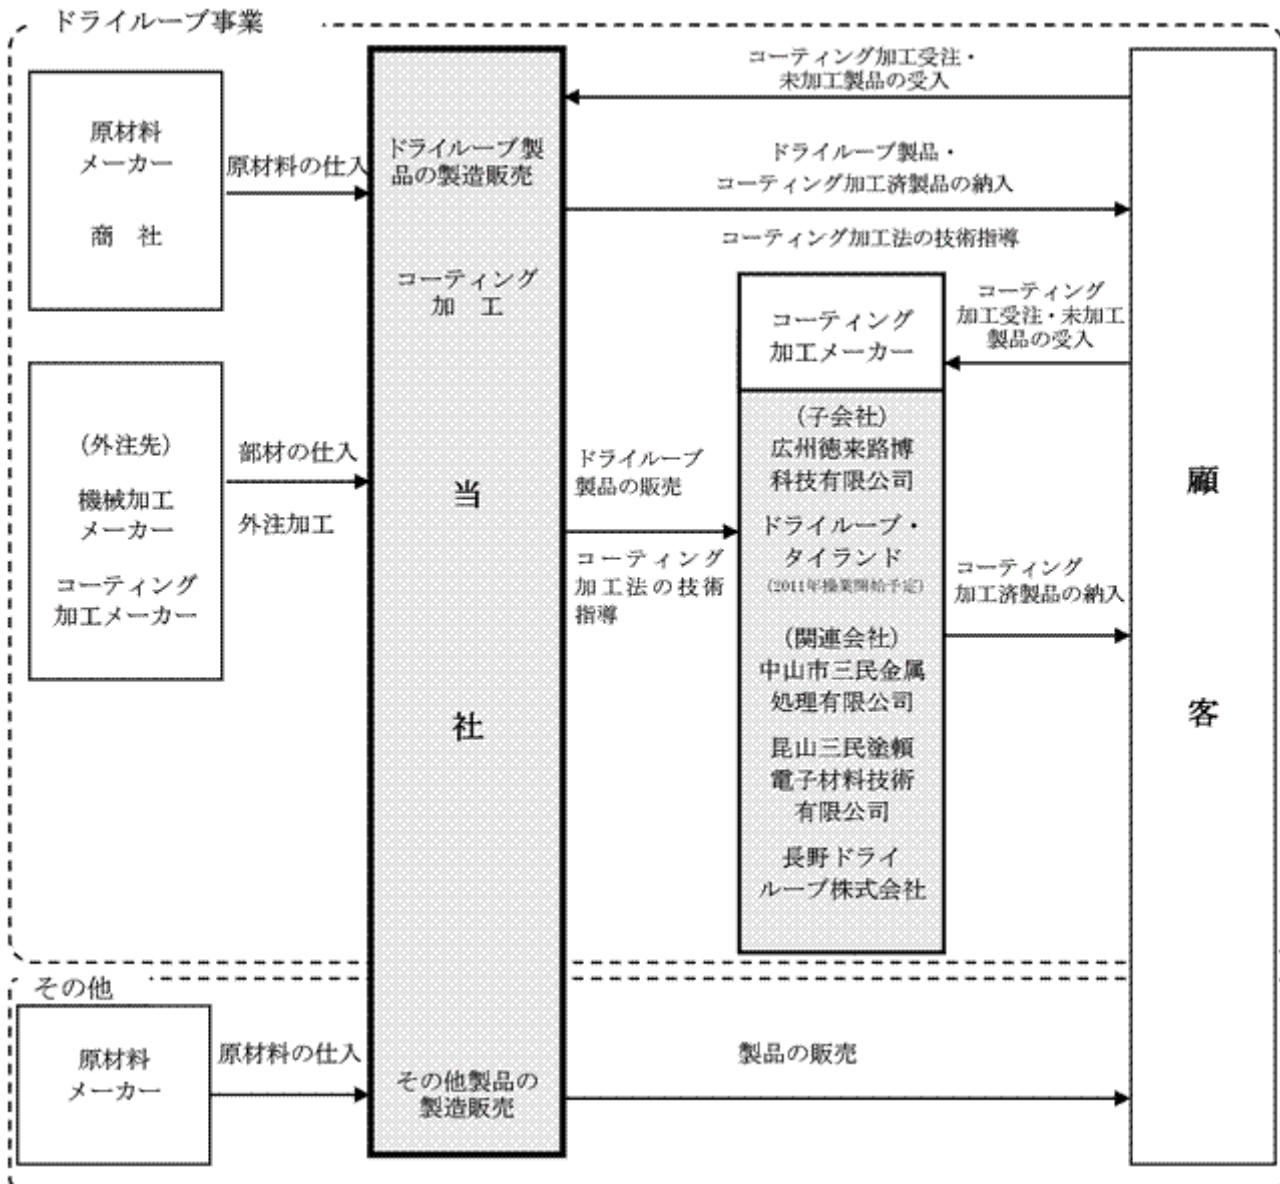 ドライルーブ事業
原材料
メーカー
商　社
原材料の仕入
(外注先)
機械加工
メーカー
コーティング
加工メーカー
部材の仕入
外注加工
ドライルーブ製
品の製造販売
コーティング
加　工
当
社
コーティング加工受注・
未加工製品の受入
ドライルーブ製品・
コーティング加工済製品の納入
コーティング加工法の技術指導
ドライルーブ
製品の販売
コーティング
加工法の技術
指導
コーティング
加工メーカー
(子会社)
広州徳来路博
科技有限公司
ドライルーブ・
タイランド
(2011年操業開始予定)
(関連会社)
中山市三民金属
処理有限公司
昆山三民塗頼
電子材料技術
有限公司
長野ドライ
ルーブ株式会社
コーティング
加工受注・未加工
製品の受入
コーティング
加工済製品の納入
顧
客
その他
原材料
メーカー
原材料の仕入
その他製品の
製造販売
製品の販売